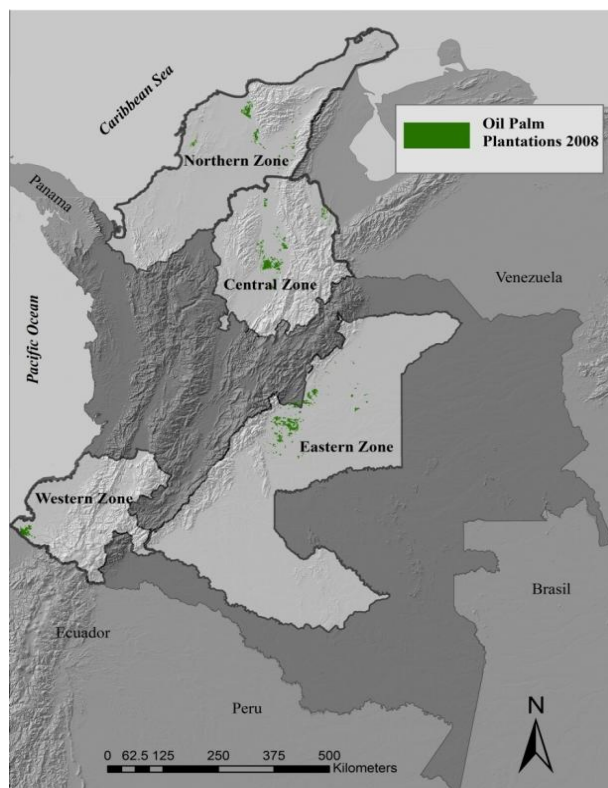 Caribbean Sea
Oil Palm
Plantations 2008
Northern Zone
Panama
Central Zone
Venezuela
Pacific Ocean
Eastern Zone
Western Zone
Brasil
Ecuador
Peru
N
0 62.5 125 250 375 500
Kilometers